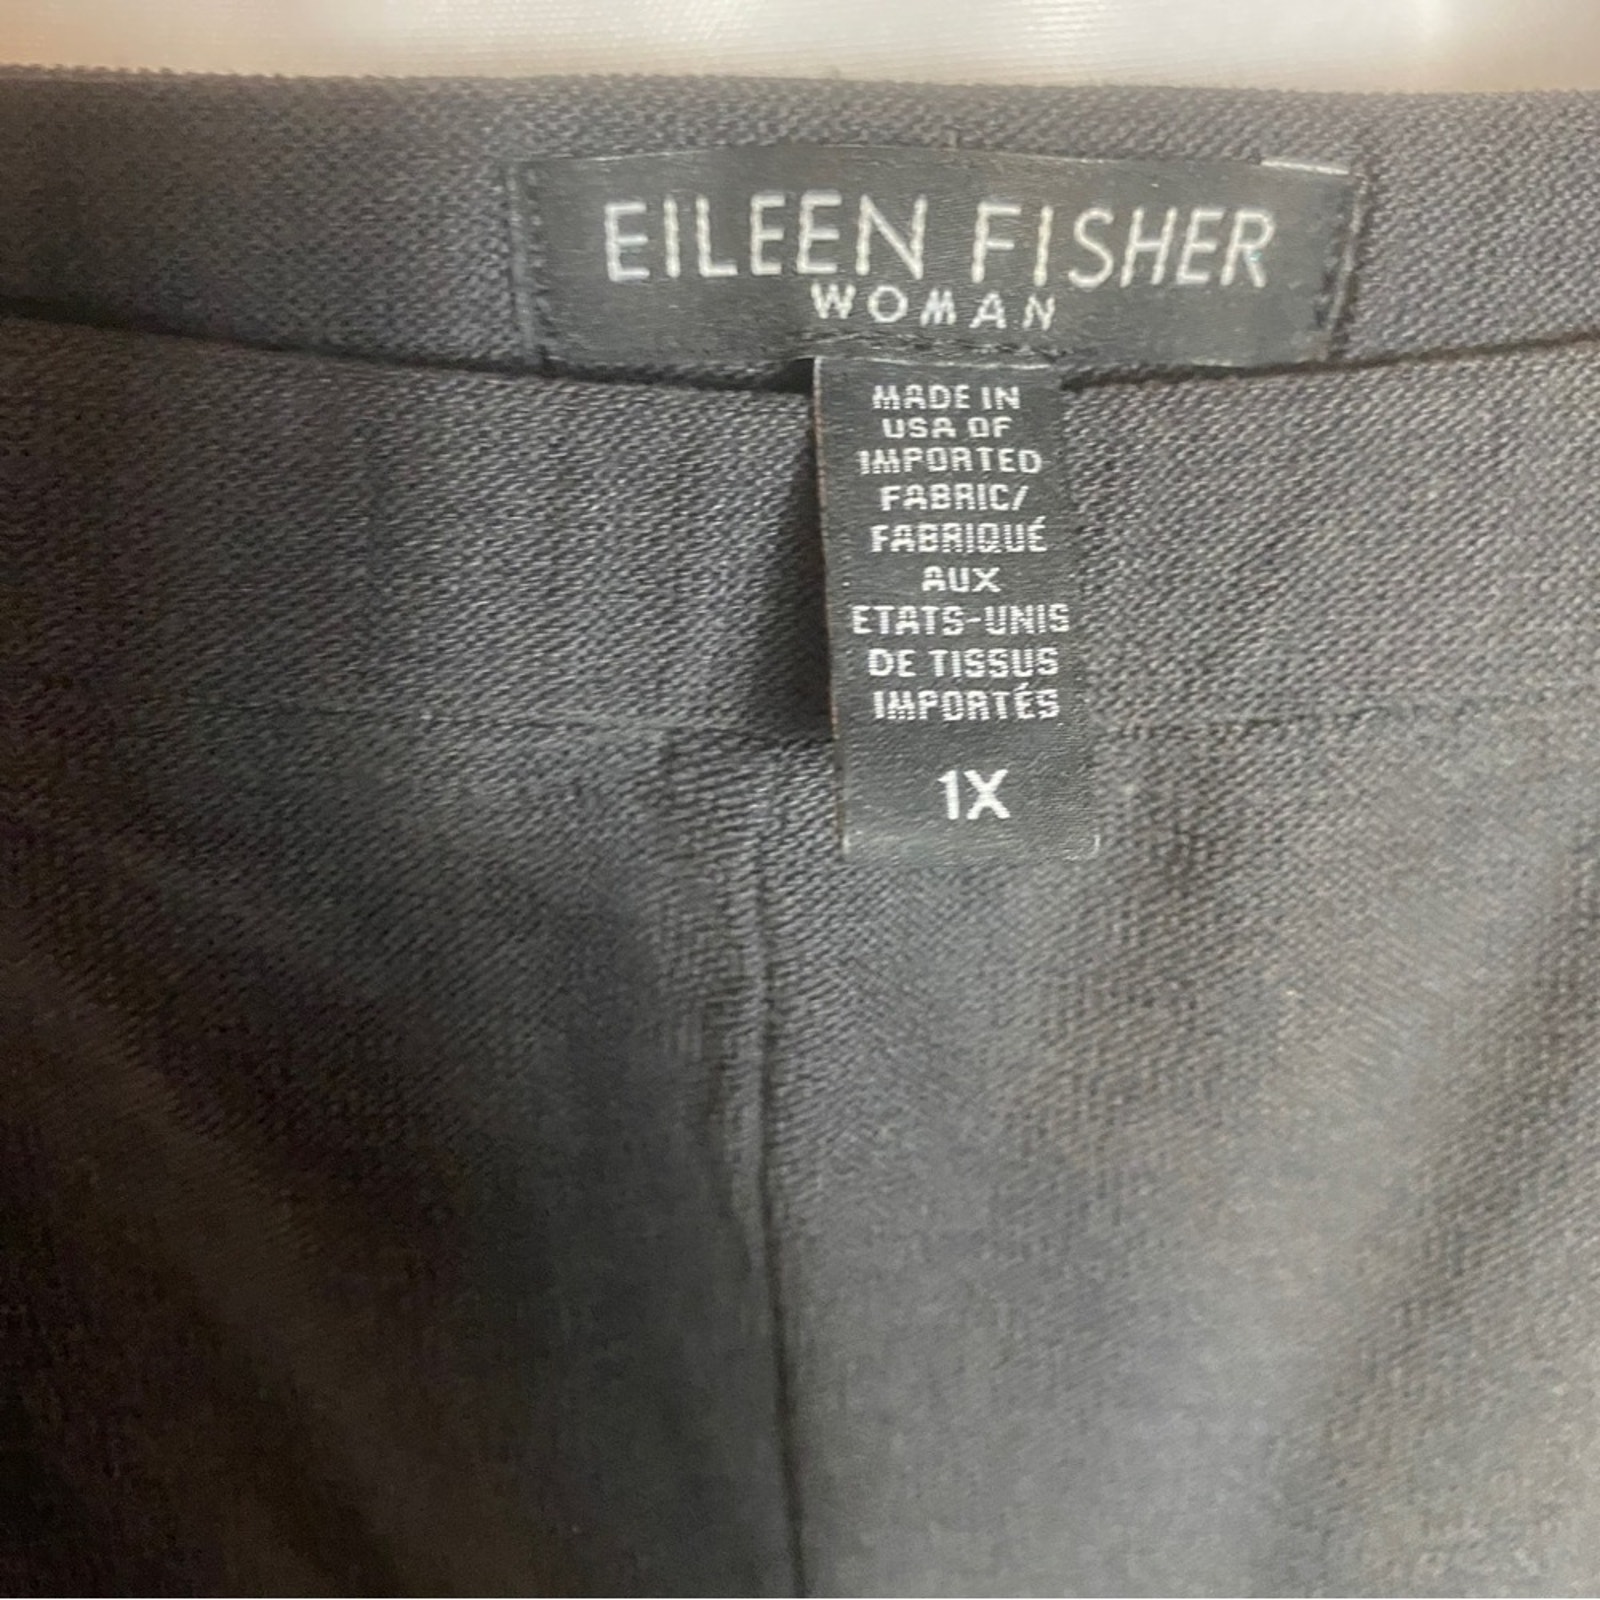 EILEEN FISHER
WOMAN
MADE IN
USA OF
IMPORTED
FABRIC/
FABRIQUÉ
AUX
ETATS-UNIS
DE TISSUS
IMPORTÉS
1X